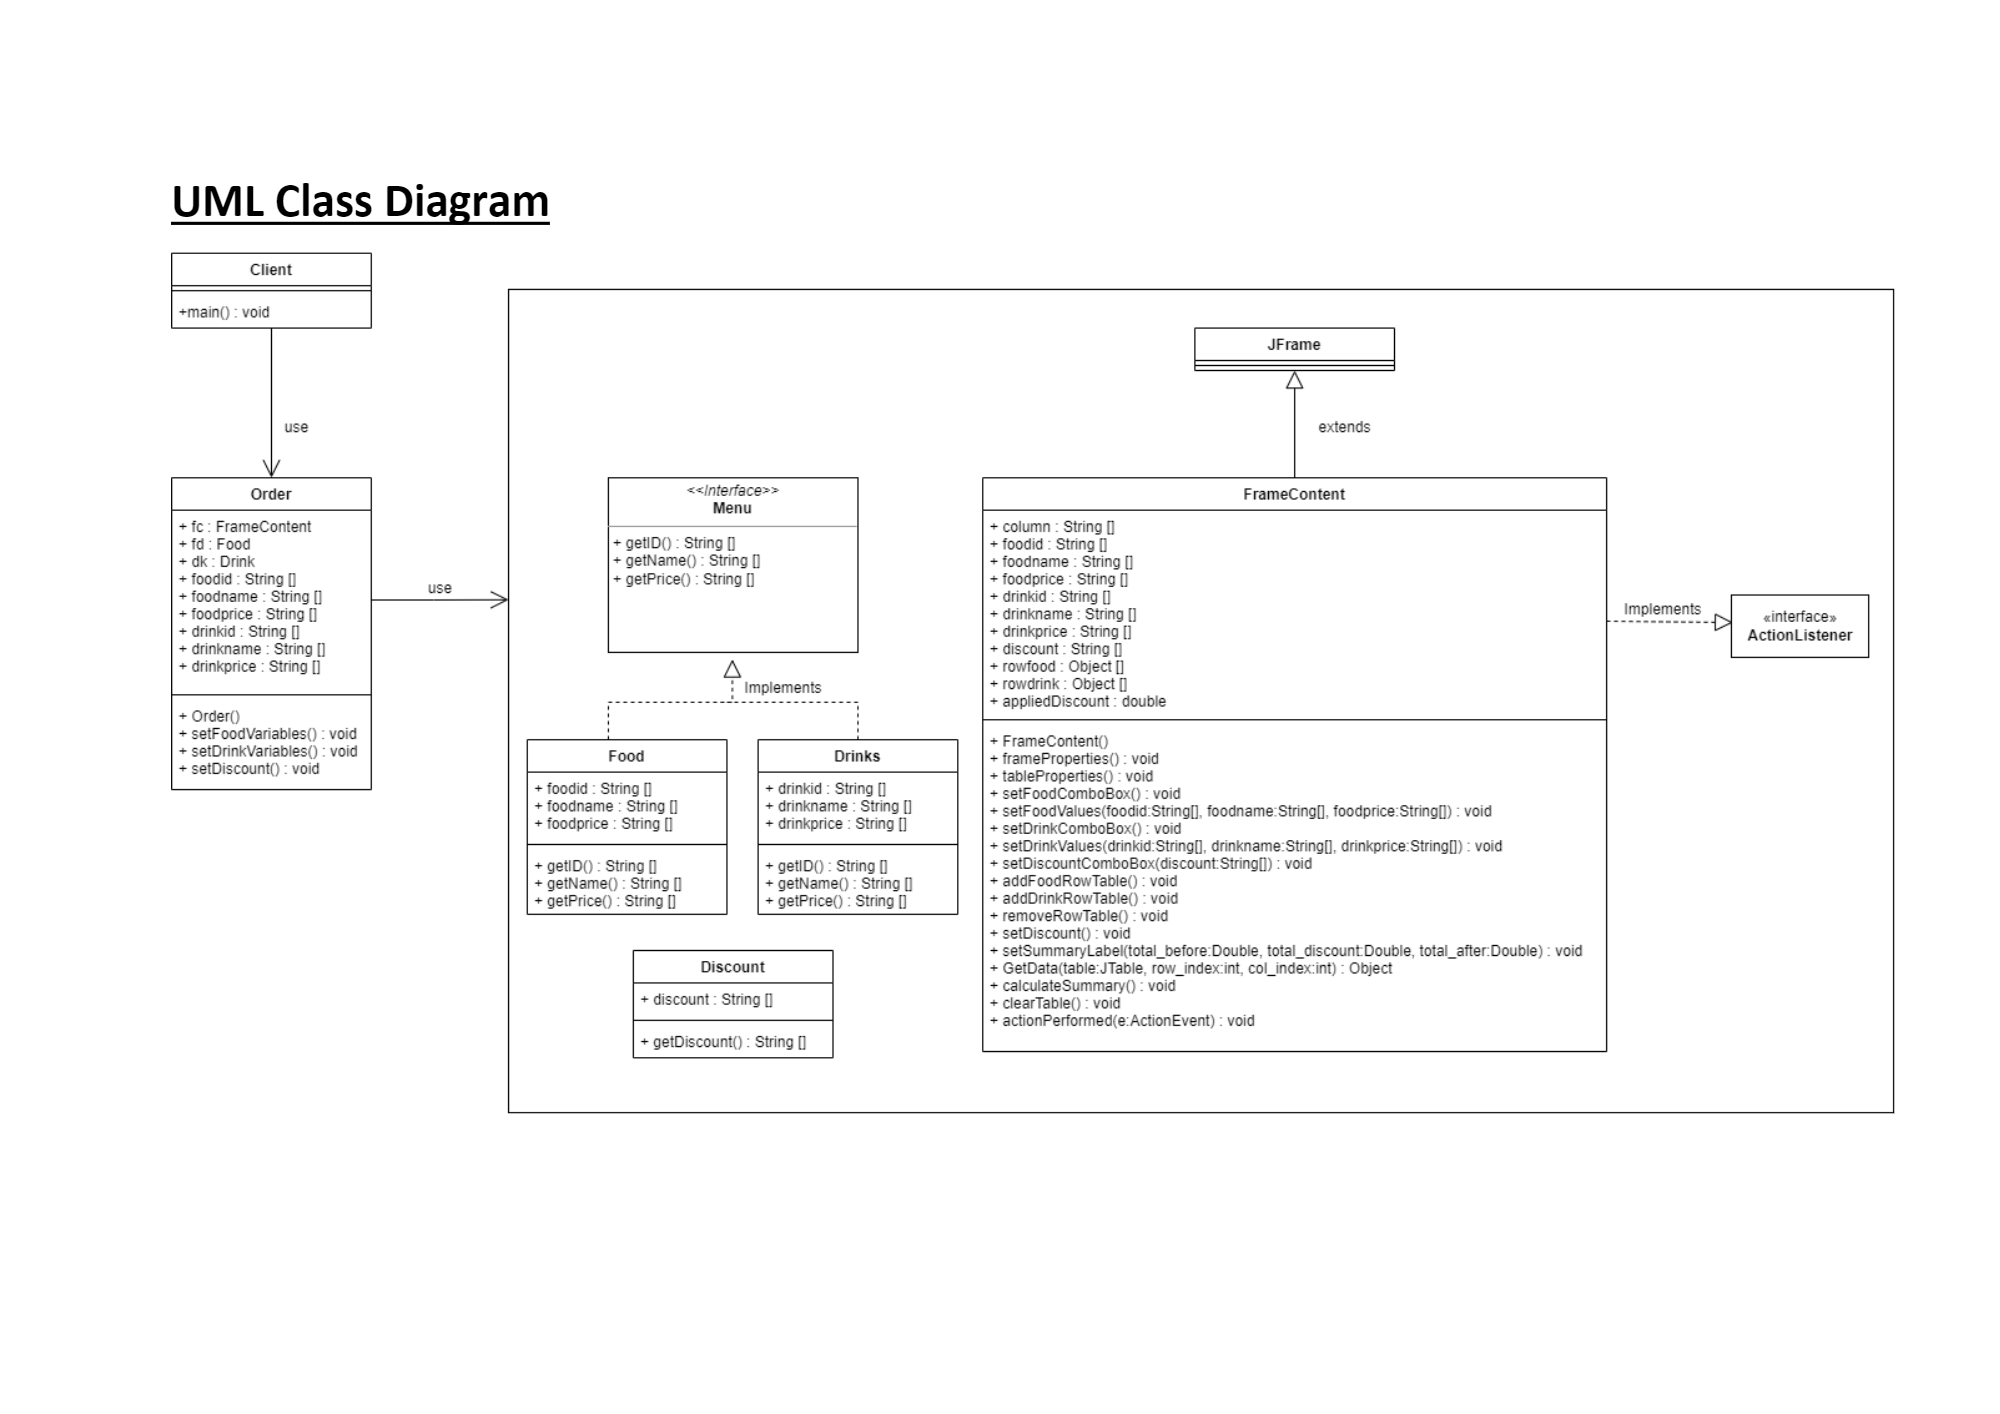 UML Class Diagram
Client
+main() : void
use
Order
+ fc : FrameContent
+ fd : Food
+ dk : Drink
+ foodid : String []
+ foodname : String []
+ foodprice : String []
+ drinkid : String []
+ drinkname : String []
+ drinkprice : String []
+ Order()
+ setFoodVariables() : void
+ setDrinkVariables() : void
+ setDiscount() : void
use
<<Interface>>
Menu
+ getID() : String []
+ getName() : String []
+ getPrice() : String []
Implements
Food
+ foodid : String []
+ foodname : String []
+ foodprice : String []
+ getID() : String []
+ getName() : String []
+ getPrice() : String []
Drinks
+ drinkid : String []
+ drinkname : String []
+ drinkprice : String []
+ getID() : String []
+ getName() : String []
+ getPrice() : String []
Discount
+ discount : String []
+ getDiscount() : String []
JFrame
extends
FrameContent
+ column : String []
+ foodid : String []
+ foodname : String []
+ foodprice : String []
+ drinkid : String []
+ drinkname : String []
+ drinkprice : String []
+ discount : String []
+ rowfood : Object []
+ rowdrink : Object []
+ appliedDiscount : double
+ FrameContent()
+ frameProperties() : void
+ tableProperties() : void
+ setFoodComboBox() : void
+ setFoodValues(foodid:String[], foodname:String[], foodprice:String[]) : void
+ setDrinkComboBox() : void
+ setDrinkValues(drinkid:String[], drinkname:String[], drinkprice:String[]) : void
+ setDiscountComboBox(discount:String[]) : void
+ addFoodRowTable() : void
+ addDrinkRowTable() : void
+ removeRowTable() : void
+ setDiscount() : void
+ setSummaryLabel(total_before:Double, total_discount:Double, total_after:Double) : void
+ GetData(table:JTable, row_index:int, col_index:int) : Object
+ calculateSummary() : void
+ clearTable() : void
+ actionPerformed(e:ActionEvent) : void
Implements
«interface»
ActionListener